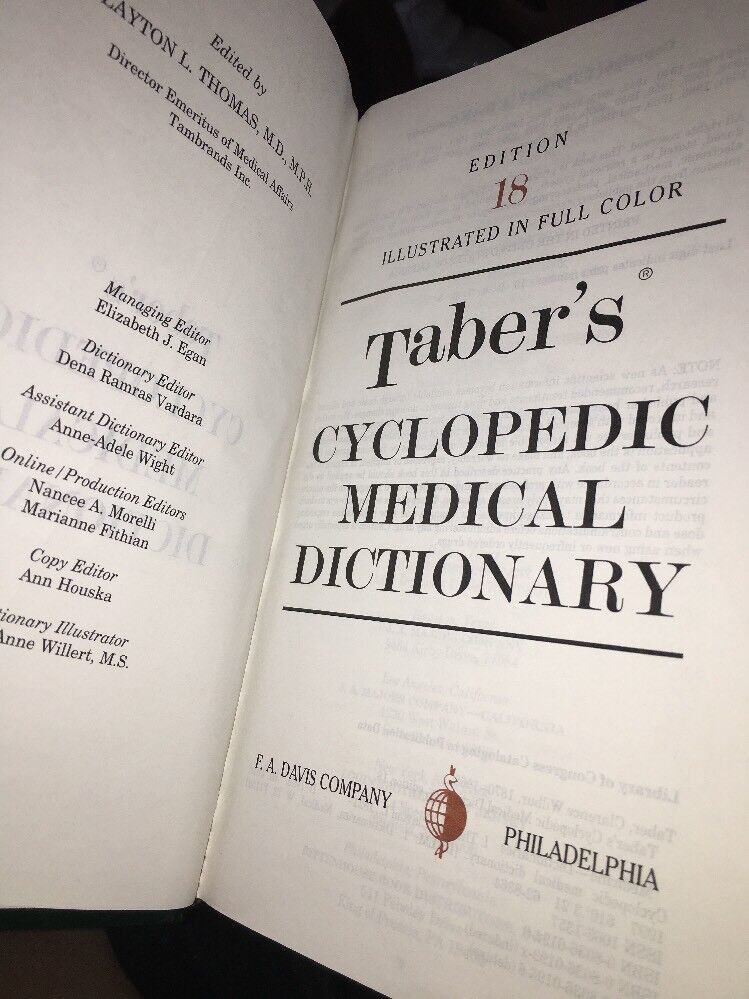 Edited by
LAYTON L. THOMAS, M.D., M.P.H.
Director Emeritus of Medical Affairs
Tambrands Inc.
Managing Editor
Elizabeth J. Egan
Dictionary Editor
Dena Ramras Vardara
Assistant Dictionary Editor
Anne-Adele Wight
Online/Production Editors
Nancee A. Morelli
Marianne Fithian
Copy Editor
Ann Houska
tionary Illustrator
Anne Willert, M.S.
EDITION
18
ILLUSTRATED IN FULL COLOR
Taber's ®
CYCLOPEDIC
MEDICAL
DICTIONARY
F. A. DAVIS COMPANY
PHILADELPHIA